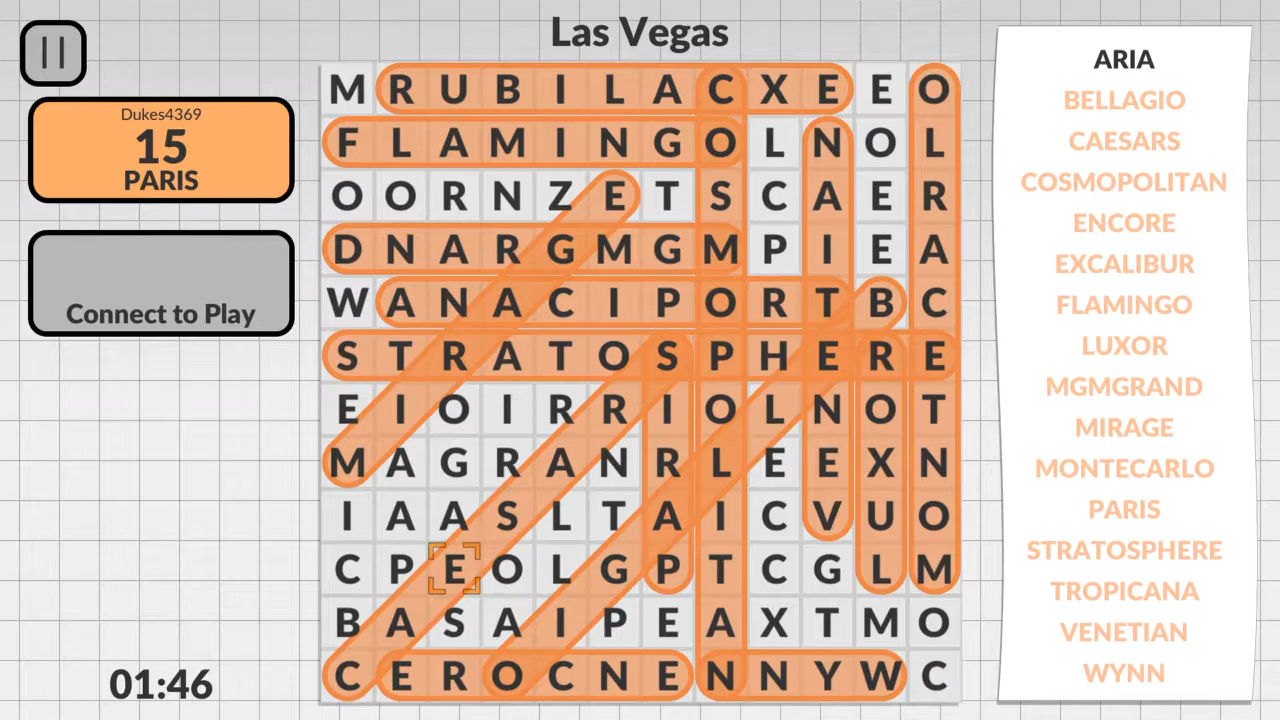 Las Vegas
Dukes4369
15
PARIS
Connect to Play
01:46
M R U B I L A C X E E O
F L A M I N G O L N O L
O O R N Z E T S C A E R
D N A R G M G M P I E A
W A N A C I P O R T B C
S T R A T O S P H E R E
E I O I R R I O L N O T
M A G R A N R L E E X N
I A A S L T A I C V U O
C P E O L G P T C G L M
B A S A I P E A X T M O
C E R O C N E N N Y W C
ARIA
BELLAGIO
CAESARS
COSMOPOLITAN
ENCORE
EXCALIBUR
FLAMINGO
LUXOR
MGMGRAND
MIRAGE
MONTECARLO
PARIS
STRATOSPHERE
TROPICANA
VENETIAN
WYNN